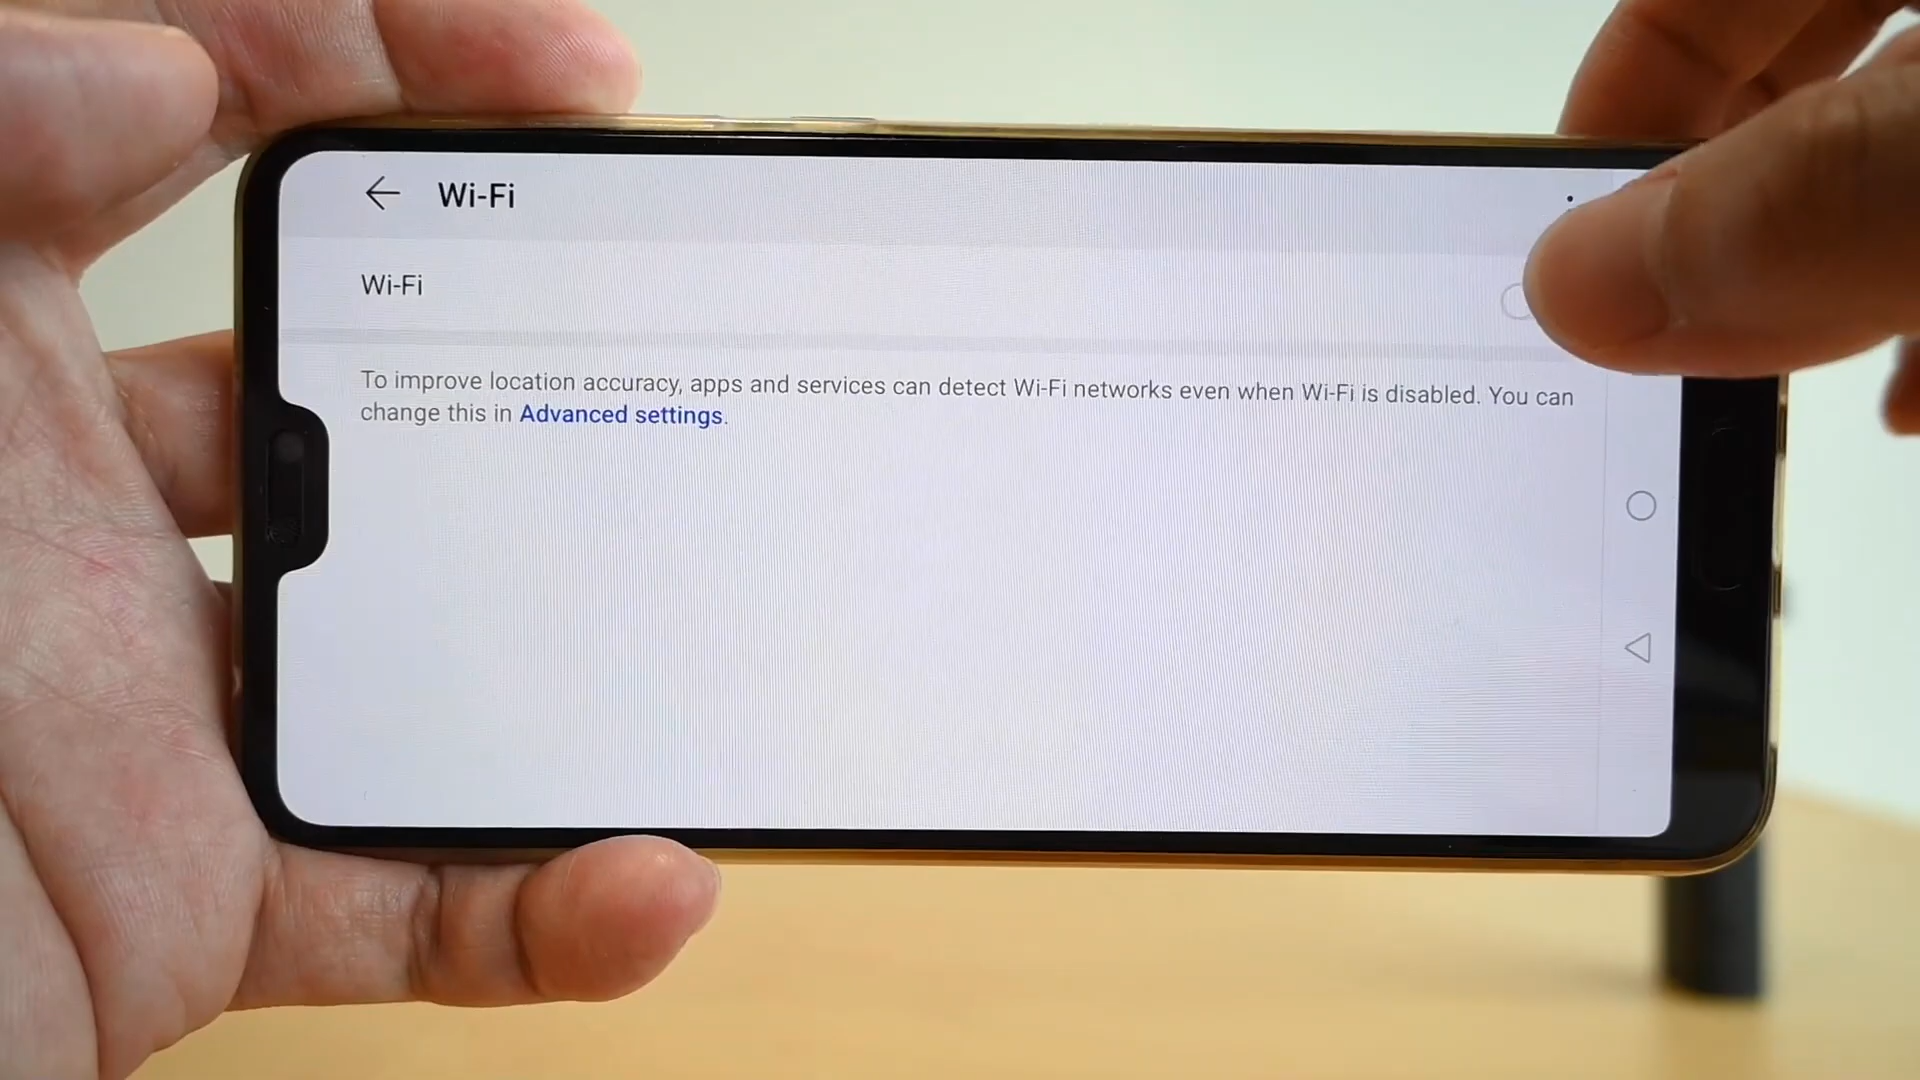 Wi-Fi
Wi-Fi
To improve location accuracy, apps and services can detect Wi-Fi networks even when Wi-Fi is disabled. You can
change this in Advanced settings.